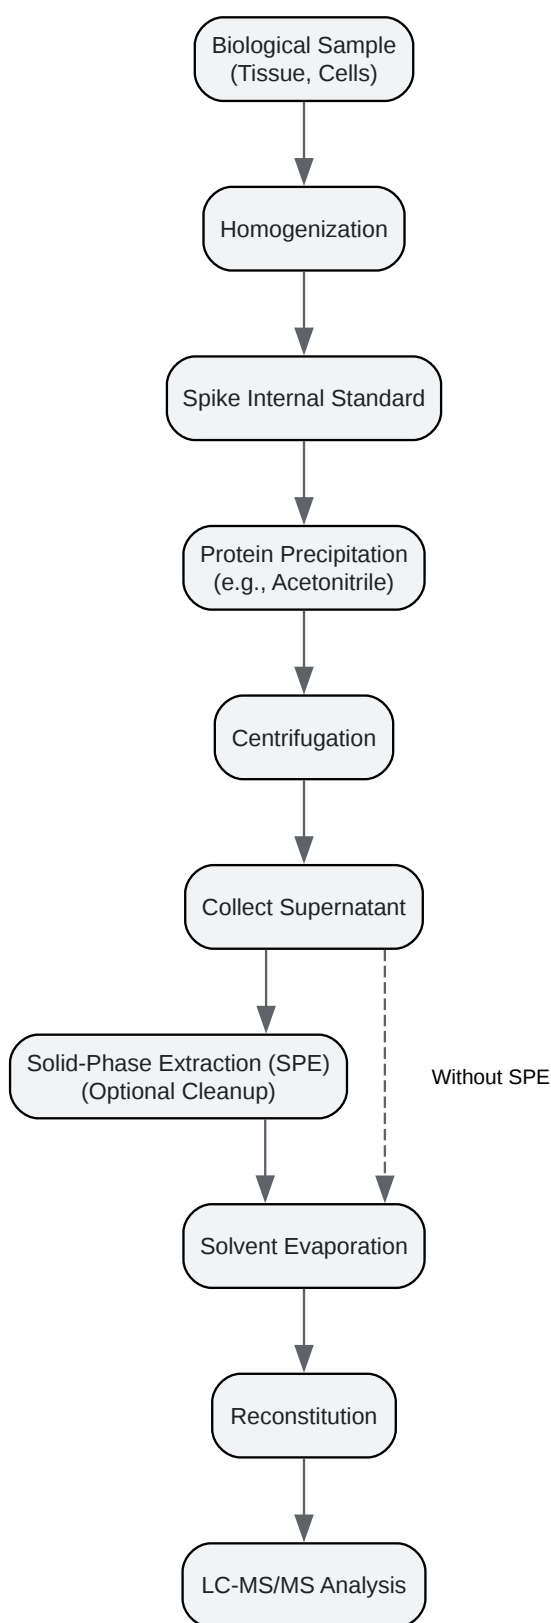 Biological Sample
(Tissue, Cells)
Homogenization
Spike Internal Standard
Protein Precipitation
(e.g., Acetonitrile)
Centrifugation
Collect Supernatant
Solid-Phase Extraction (SPE)
(Optional Cleanup)
Without SPE
Solvent Evaporation
Reconstitution
LC-MS/MS Analysis